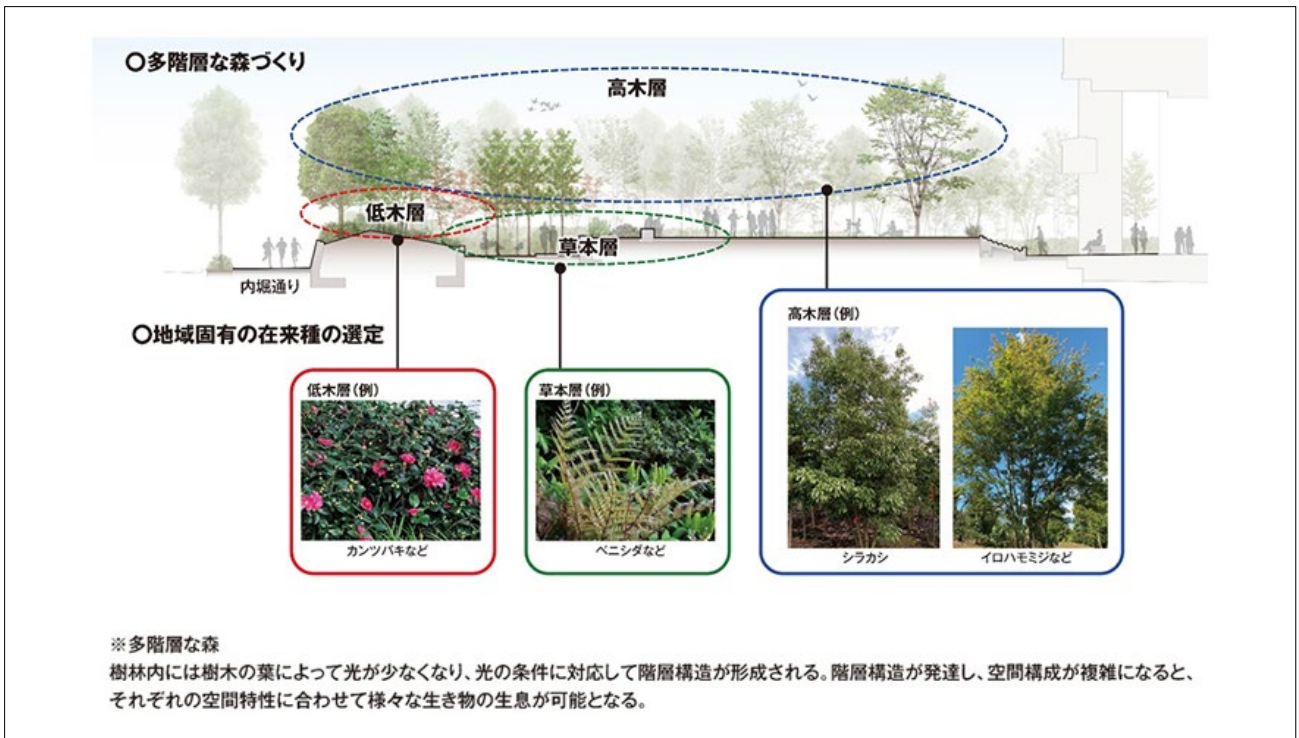 〇多階層な森づくり
高木層
低木層
草本層
内堀通り
〇地域固有の在来種の選定
低木層(例)
カンツバキなど
草本層(例)
ベニシダなど
高木層(例)
シラカシ
イロハモミジなど
※多階層な森
樹林内には樹木の葉によって光が少なくなり、光の条件に対応して階層構造が形成される。階層構造が発達し、空間構成が複雑になると、
それぞれの空間特性に合わせて様々な生き物の生息が可能となる。